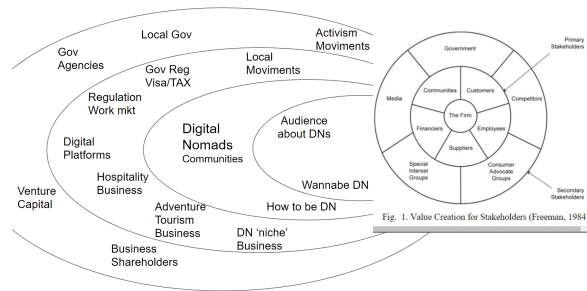 Local Gov
Activism
Moviments
Gov
Agencies
Gov Reg
Visa/TAX
Local
Moviments
Regulation
Work mkt
Digital
Nomads
Communities
Audience
about DNs
Digital
Platforms
Hospitality
Business
Wannabe DN
Venture
Capital
How to be DN
Adventure
Tourism
Business
DN 'niche'
Business
Business
Shareholders
Primary
Stakeholders
Government
Communities
Customers
Media
Competitors
The Firm
Financiers
Employees
Suppliers
Special
Interest
Groups
Consumer
Advocate
Groups
Secondary
Stakeholders
Fig. 1. Value Creation for Stakeholders (Freeman, 1984